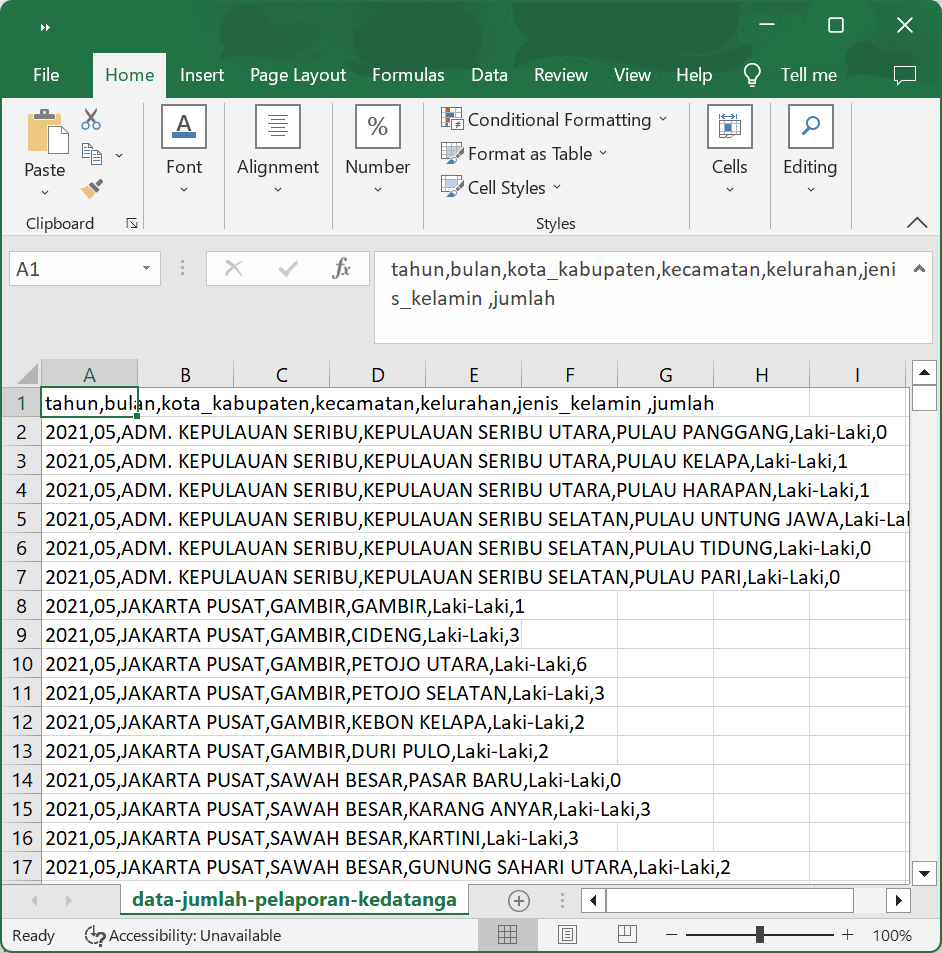 File Home Insert Page Layout Formulas Data Review View Help Tell me
Paste
Clipboard
Font
Alignment
%
Number
Conditional Formatting
Format as Table
Cell Styles
Styles
Cells
Editing
A1
fx
tahun,bulan,kota_kabupaten,kecamatan,kelurahan,jeni
s_kelamin ,jumlah
A B C D E F G H I
1 tahun,bulan,kota_kabupaten,kecamatan,kelurahan,jenis_kelamin ,jumlah
2 2021,05,ADM. KEPULAUAN SERIBU,KEPULAUAN SERIBU UTARA,PULAU PANGGANG,Laki-Laki,0
3 2021,05,ADM. KEPULAUAN SERIBU,KEPULAUAN SERIBU UTARA,PULAU KELAPA,Laki-Laki,1
4 2021,05,ADM. KEPULAUAN SERIBU,KEPULAUAN SERIBU UTARA,PULAU HARAPAN,Laki-Laki,1
5 2021,05,ADM. KEPULAUAN SERIBU,KEPULAUAN SERIBU SELATAN,PULAU UNTUNG JAWA,Laki-Lal
6 2021,05,ADM. KEPULAUAN SERIBU,KEPULAUAN SERIBU SELATAN,PULAU TIDUNG,Laki-Laki,0
7 2021,05,ADM. KEPULAUAN SERIBU,KEPULAUAN SERIBU SELATAN,PULAU PARI,Laki-Laki,0
8 2021,05,JAKARTA PUSAT,GAMBIR,GAMBIR,Laki-Laki,1
9 2021,05,JAKARTA PUSAT,GAMBIR,CIDENG,Laki-Laki,3
10 2021,05,JAKARTA PUSAT,GAMBIR,PETOJO UTARA,Laki-Laki,6
11 2021,05,JAKARTA PUSAT,GAMBIR,PETOJO SELATAN,Laki-Laki,3
12 2021,05,JAKARTA PUSAT,GAMBIR,KEBON KELAPA,Laki-Laki,2
13 2021,05,JAKARTA PUSAT,GAMBIR,DURI PULO,Laki-Laki,2
14 2021,05,JAKARTA PUSAT,SAWAH BESAR,PASAR BARU,Laki-Laki,0
15 2021,05,JAKARTA PUSAT,SAWAH BESAR,KARANG ANYAR,Laki-Laki,3
16 2021,05,JAKARTA PUSAT,SAWAH BESAR,KARTINI,Laki-Laki,3
17 2021,05,JAKARTA PUSAT,SAWAH BESAR,GUNUNG SAHARI UTARA,Laki-Laki,2
data-jumlah-pelaporan-kedatanga
Ready Accessibility: Unavailable 100%